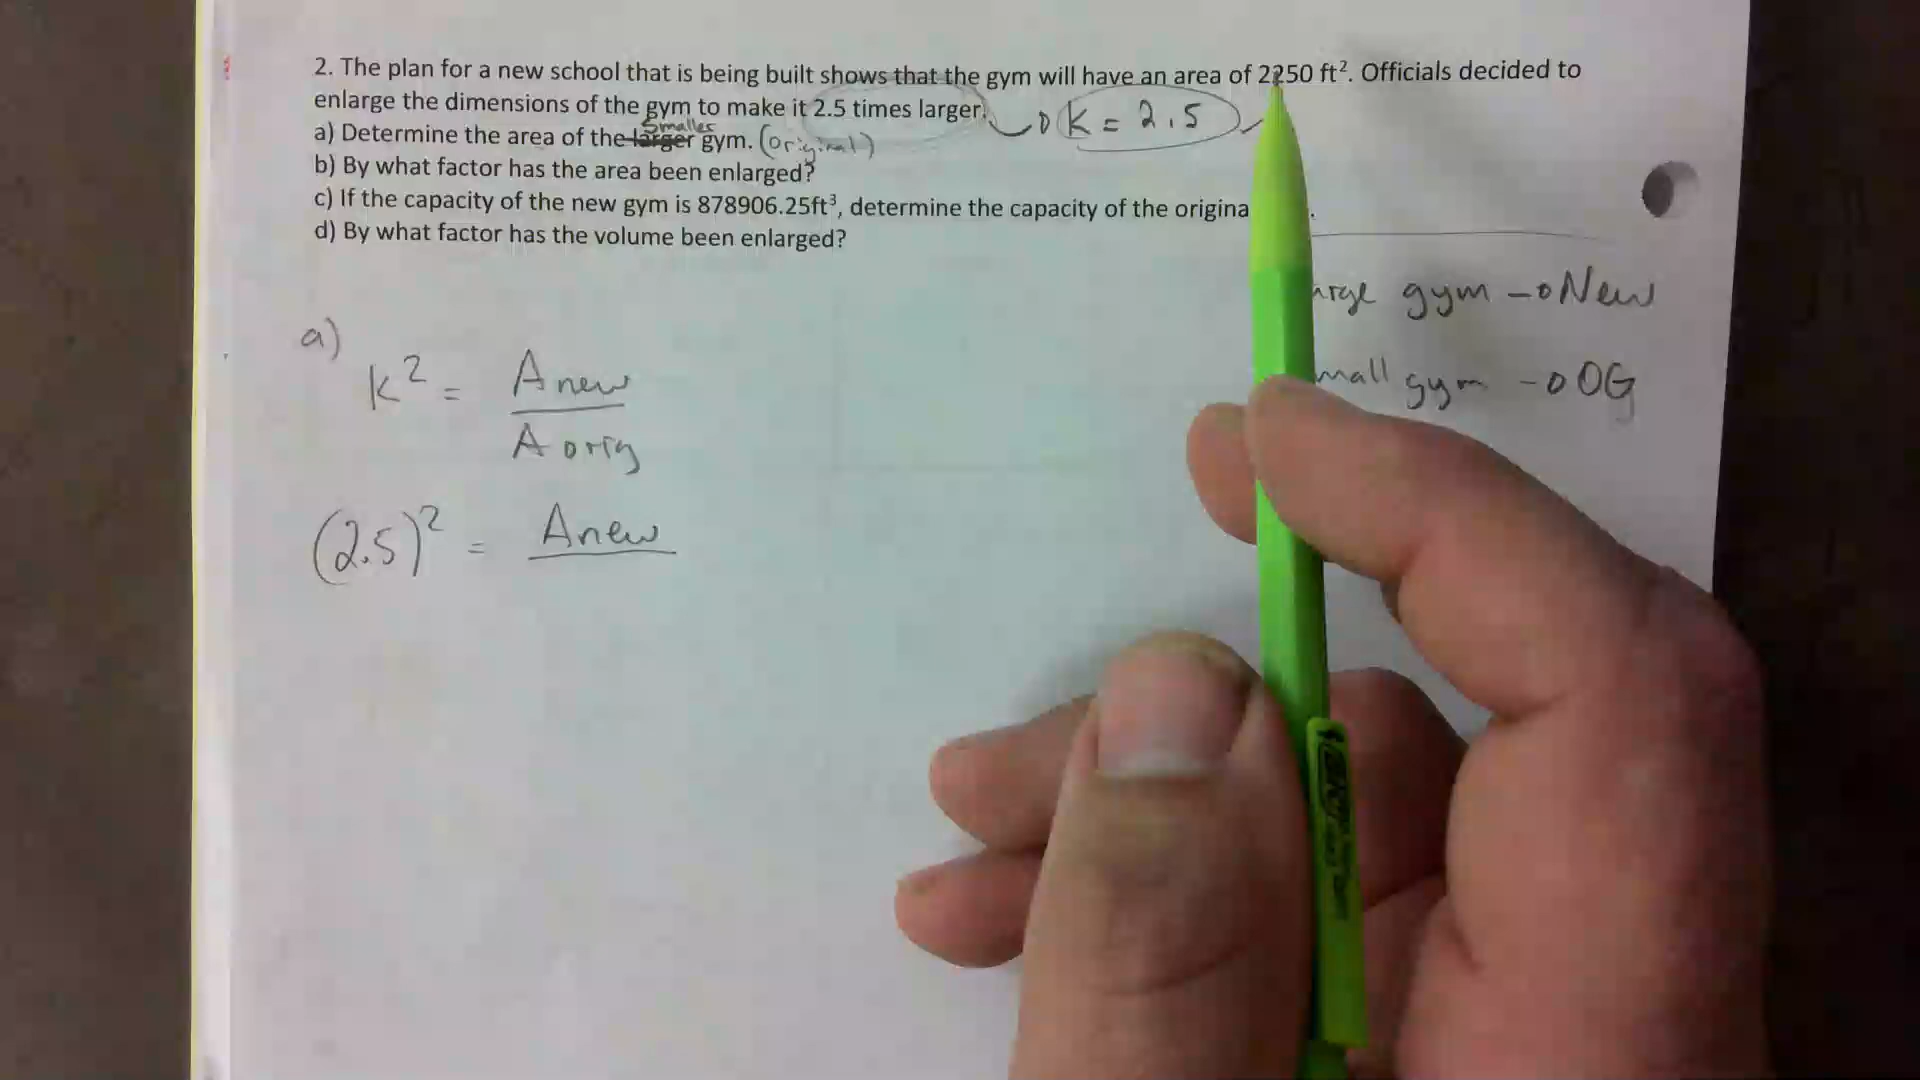 2. The plan for a new school that is being built shows that the gym will have an area of 2250 ft². Officials decided to
enlarge the dimensions of the gym to make it 2.5 times larger. → K = 2.5
smaller
a) Determine the area of the larger gym. (original)
b) By what factor has the area been enlarged?
c) If the capacity of the new gym is 878906.25ft³, determine the capacity of the origina
d) By what factor has the volume been enlarged?
arge gym → New
mall gym → OG
a)
K² = Anew
A orig
(2.5)² = Anew